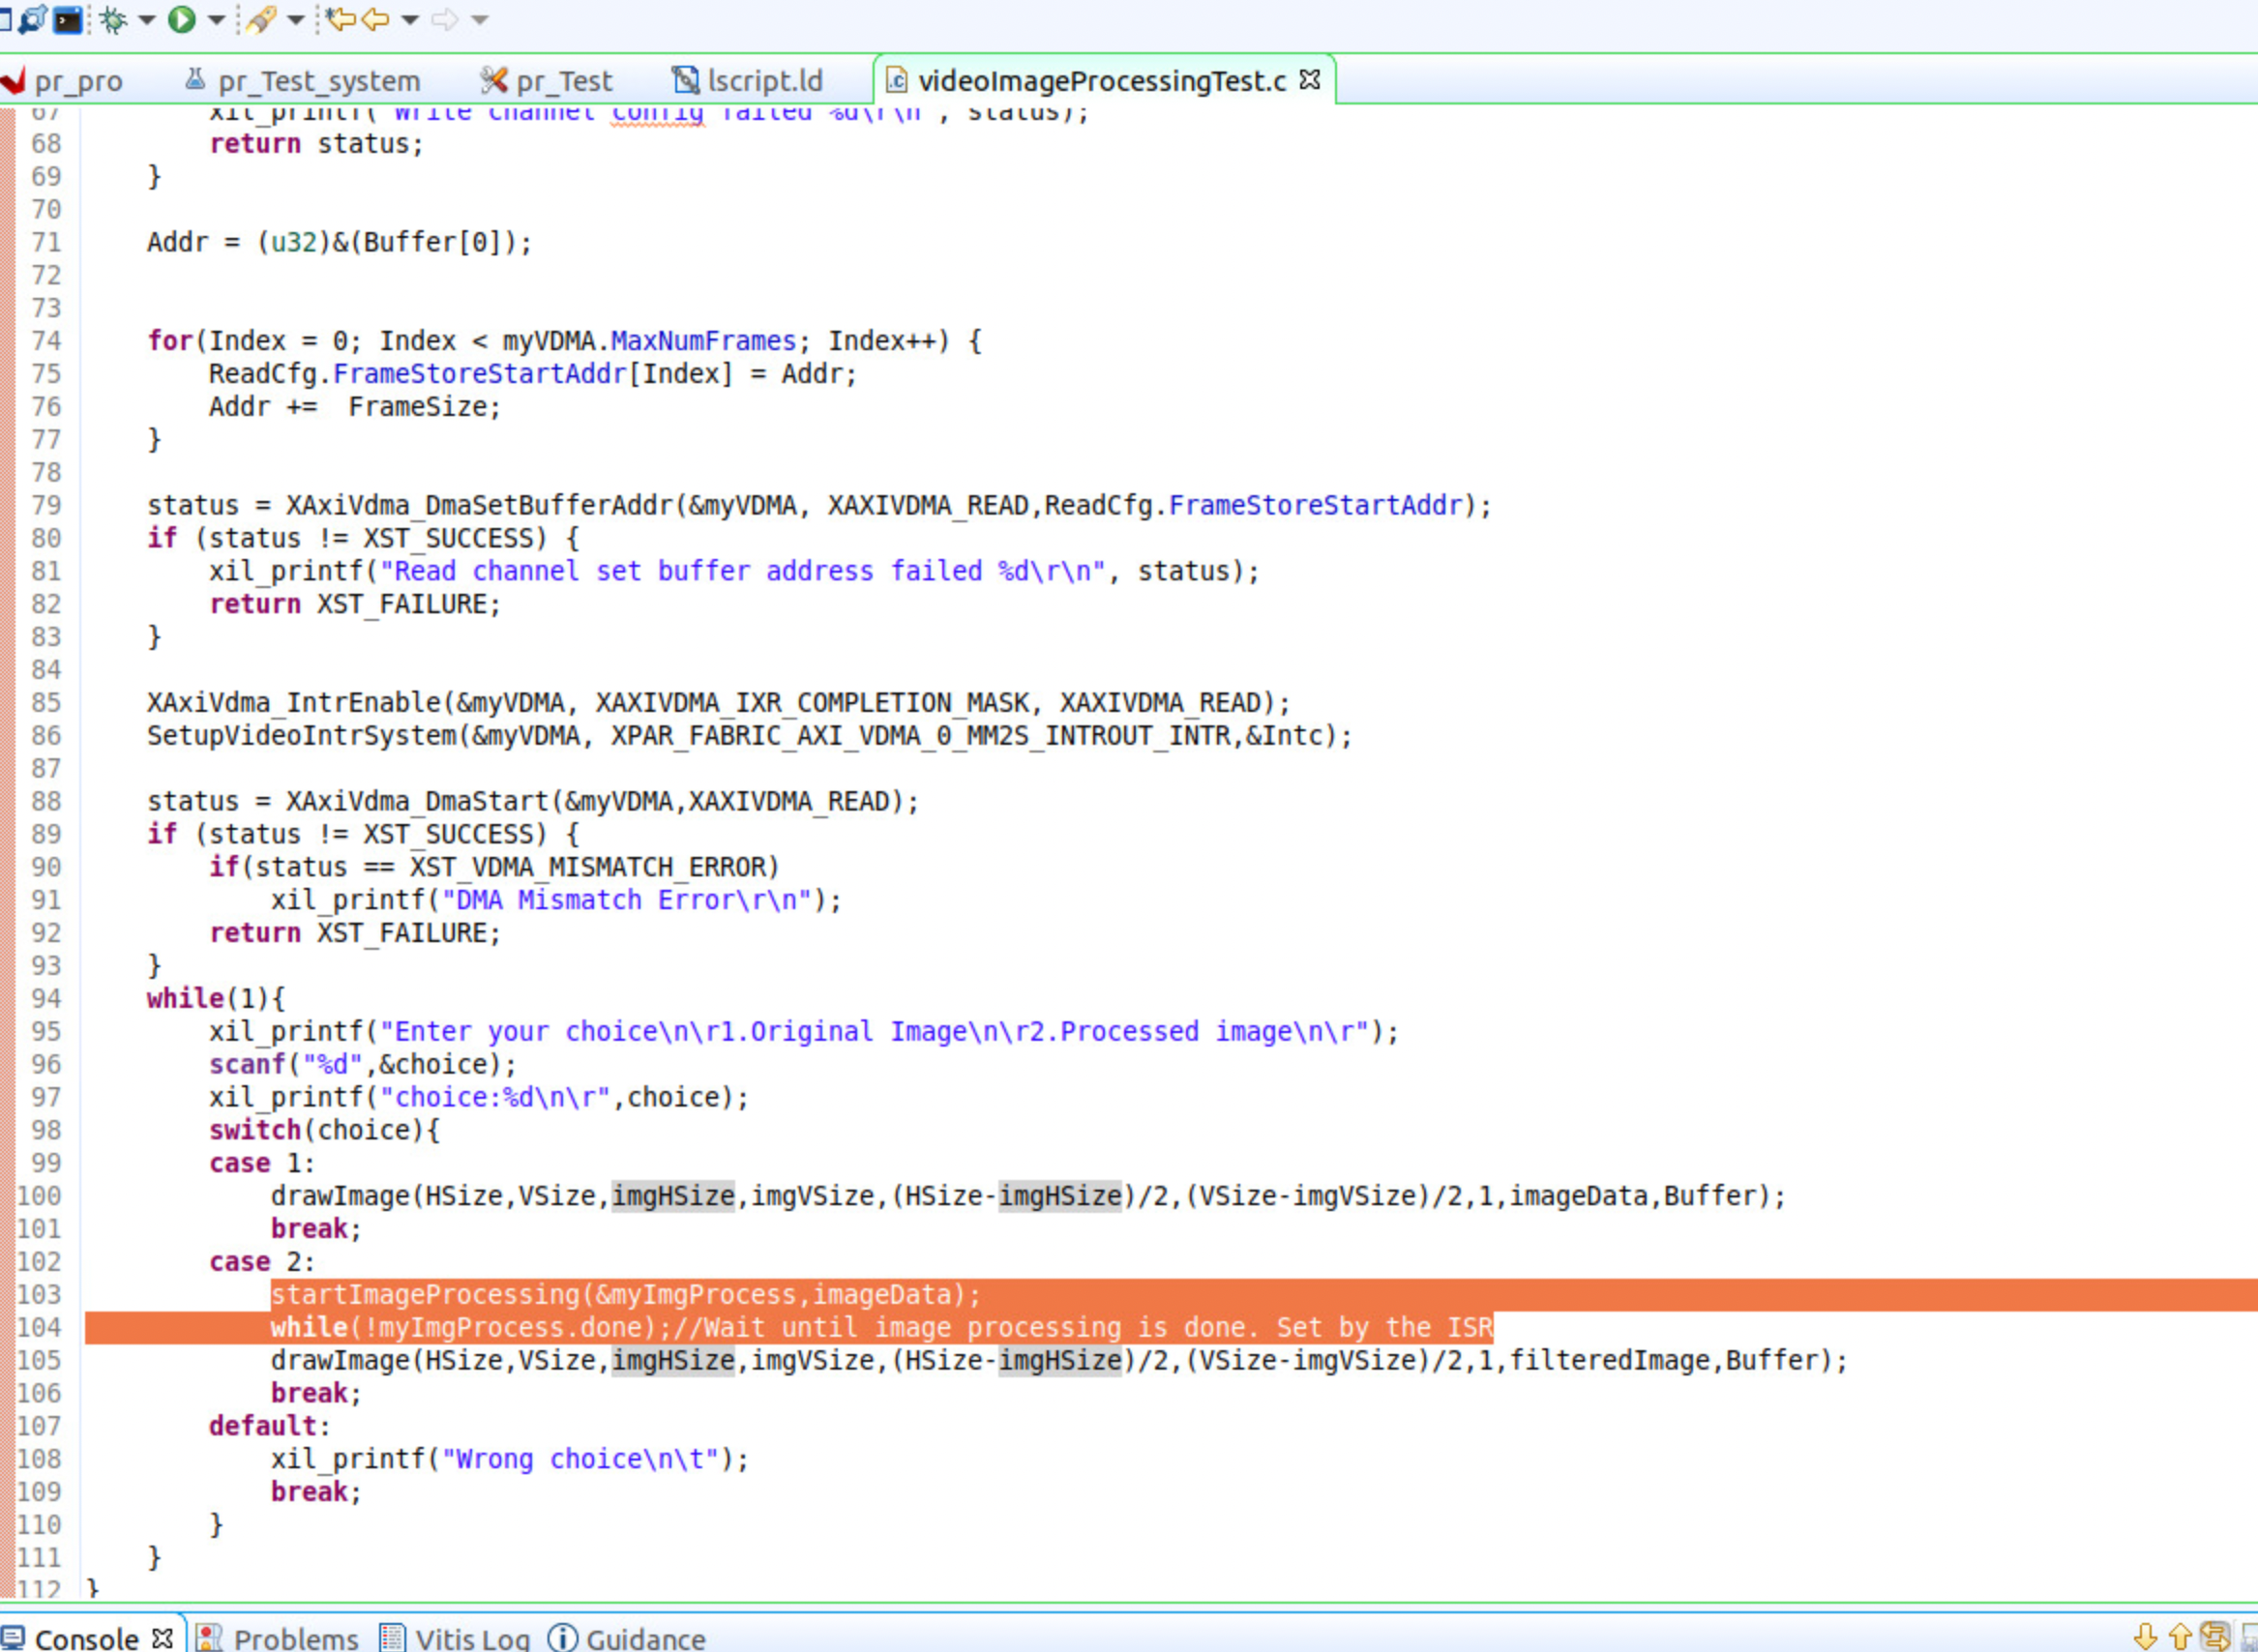 pr_pro pr_Test_system pr_Test lscript.ld videoImageProcessingTest.c
67 xil_printf("Write channel config failed %d\r\n", status);
68 return status;
69 }
70
71 Addr = (u32)&(Buffer[0]);
72
73
74 for(Index = 0; Index < myVDMA.MaxNumFrames; Index++) {
75 ReadCfg.FrameStoreStartAddr[Index] = Addr;
76 Addr +=  FrameSize;
77 }
78
79 status = XAxiVdma_DmaSetBufferAddr(&myVDMA, XAXIVDMA_READ,ReadCfg.FrameStoreStartAddr);
80 if (status != XST_SUCCESS) {
81 xil_printf("Read channel set buffer address failed %d\r\n", status);
82 return XST_FAILURE;
83 }
84
85 XAxiVdma_IntrEnable(&myVDMA, XAXIVDMA_IXR_COMPLETION_MASK, XAXIVDMA_READ);
86 SetupVideoIntrSystem(&myVDMA, XPAR_FABRIC_AXI_VDMA_0_MM2S_INTROUT_INTR,&Intc);
87
88 status = XAxiVdma_DmaStart(&myVDMA,XAXIVDMA_READ);
89 if (status != XST_SUCCESS) {
90 if(status == XST_VDMA_MISMATCH_ERROR)
91 xil_printf("DMA Mismatch Error\r\n");
92 return XST_FAILURE;
93 }
94 while(1){
95 xil_printf("Enter your choice\n\r1.Original Image\n\r2.Processed image\n\r");
96 scanf("%d",&choice);
97 xil_printf("choice:%d\n\r",choice);
98 switch(choice){
99 case 1:
100 drawImage(HSize,VSize,imgHSize,imgVSize,(HSize-imgHSize)/2,(VSize-imgVSize)/2,1,imageData,Buffer);
101 break;
102 case 2:
103 startImageProcessing(&myImgProcess,imageData);
104 while(!myImgProcess.done);//Wait until image processing is done. Set by the ISR
105 drawImage(HSize,VSize,imgHSize,imgVSize,(HSize-imgHSize)/2,(VSize-imgVSize)/2,1,filteredImage,Buffer);
106 break;
107 default:
108 xil_printf("Wrong choice\n\t");
109 break;
110 }
111 }
112 }
Console Problems Vitis Log Guidance